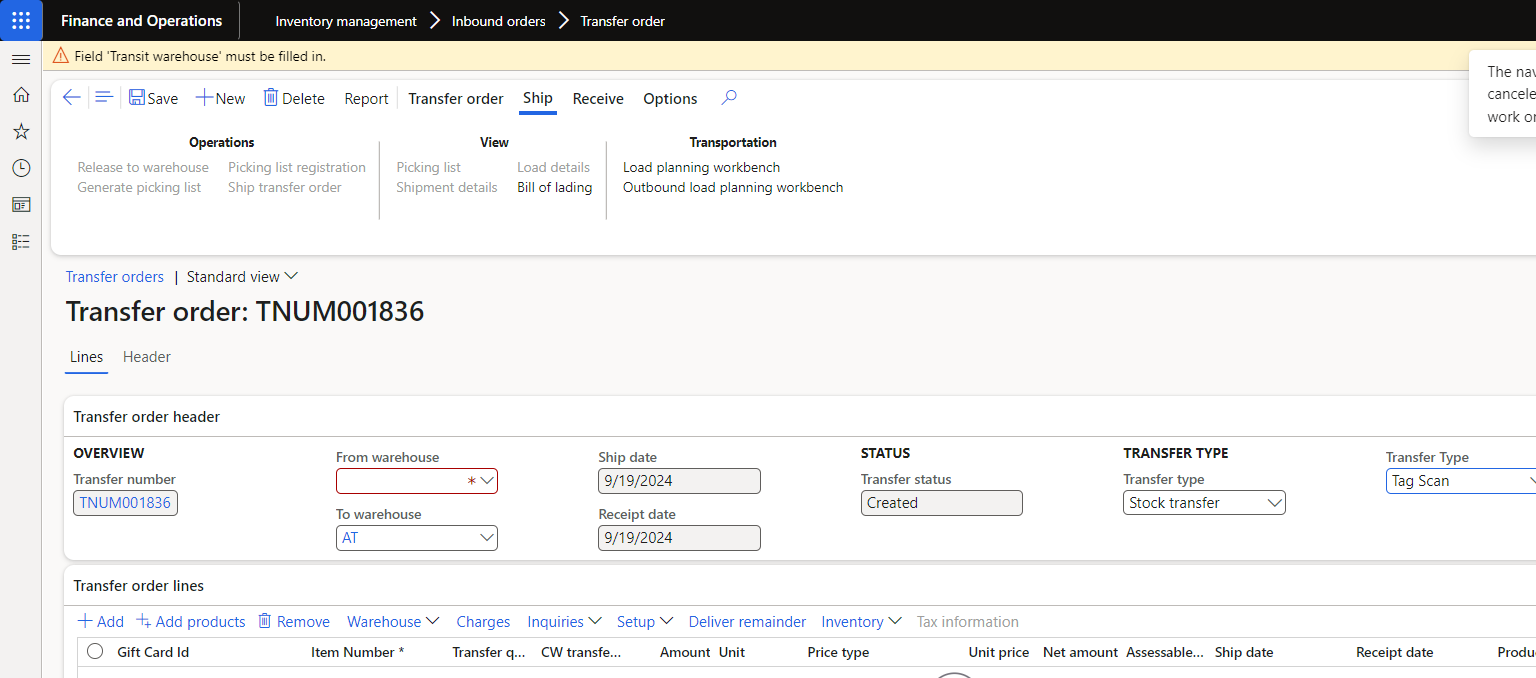 Finance and Operations
Inventory management Inbound orders Transfer order
Field 'Transit warehouse' must be filled in.
The nav
cancele
work on
Save New Delete Report Transfer order Ship Receive Options
Operations View Transportation
Release to warehouse Picking list registration Picking list Load details Load planning workbench
Generate picking list Ship transfer order Shipment details Bill of lading Outbound load planning workbench
Transfer orders | Standard view
Transfer order: TNUM001836
Lines Header
Transfer order header
OVERVIEW
Transfer number
TNUM001836
From warehouse
*
To warehouse
AT
Ship date
9/19/2024
Receipt date
9/19/2024
STATUS
Transfer status
Created
TRANSFER TYPE
Transfer type
Stock transfer
Transfer Type
Tag Scan
Transfer order lines
Add Add products Remove Warehouse Charges Inquiries Setup Deliver remainder Inventory Tax information
Gift Card Id Item Number * Transfer q... CW transfe... Amount Unit Price type Unit price Net amount Assessable... Ship date Receipt date Produ